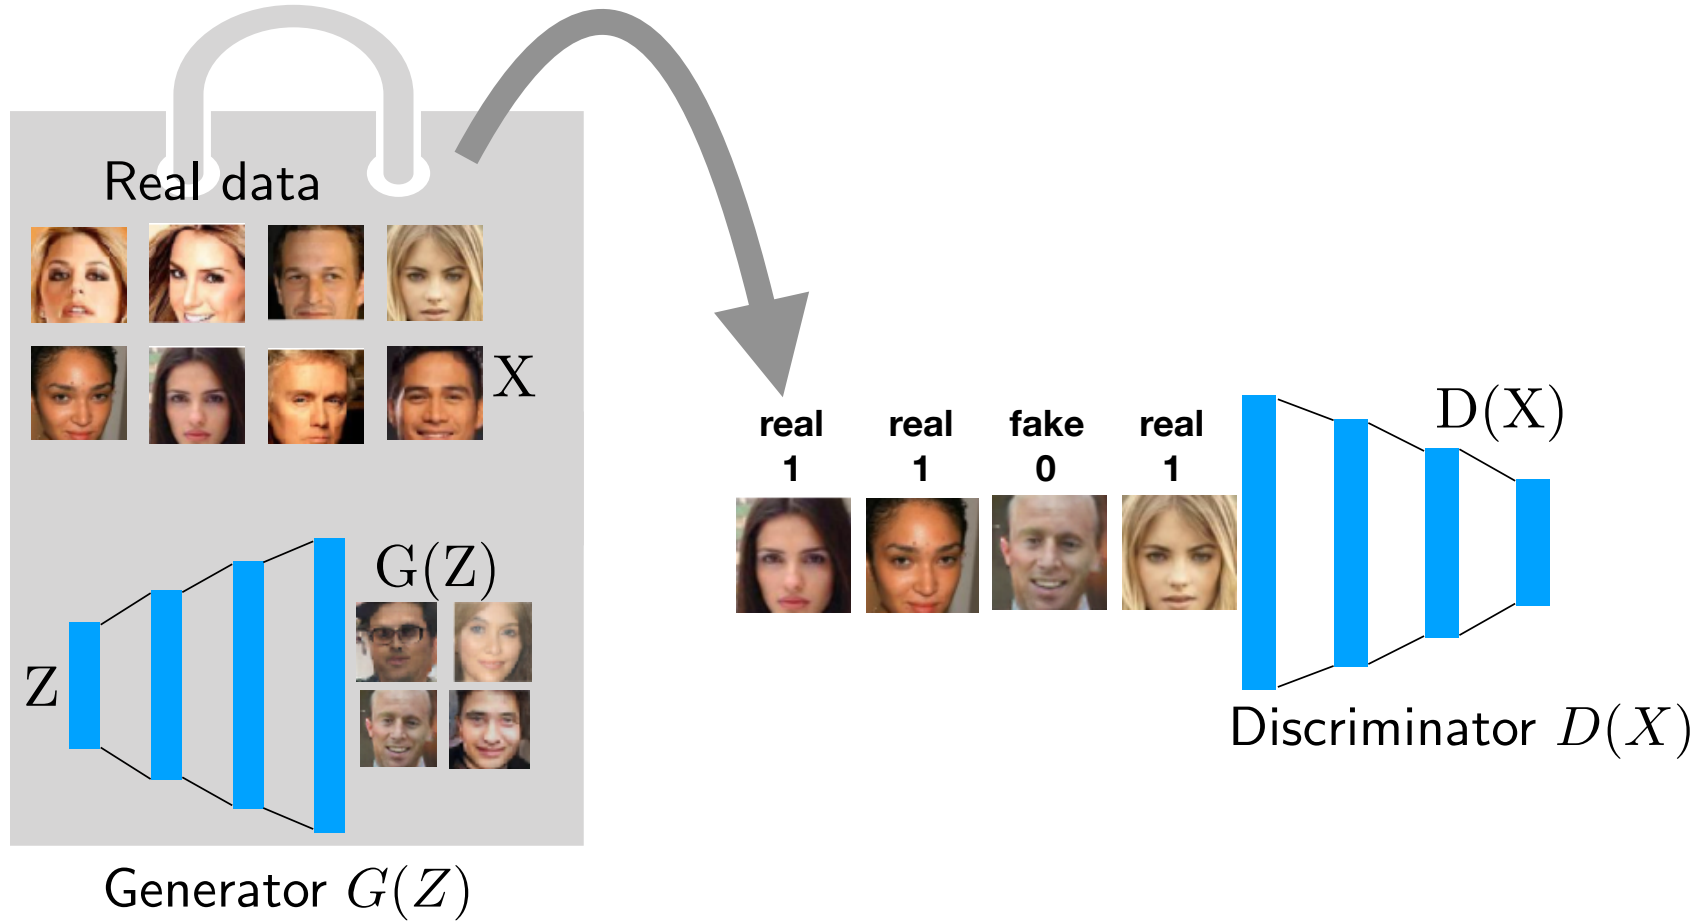 Real data
X
G(Z)
Z
Generator G(Z)
real real fake real
1 1 0 1
D(X)
Discriminator D(X)